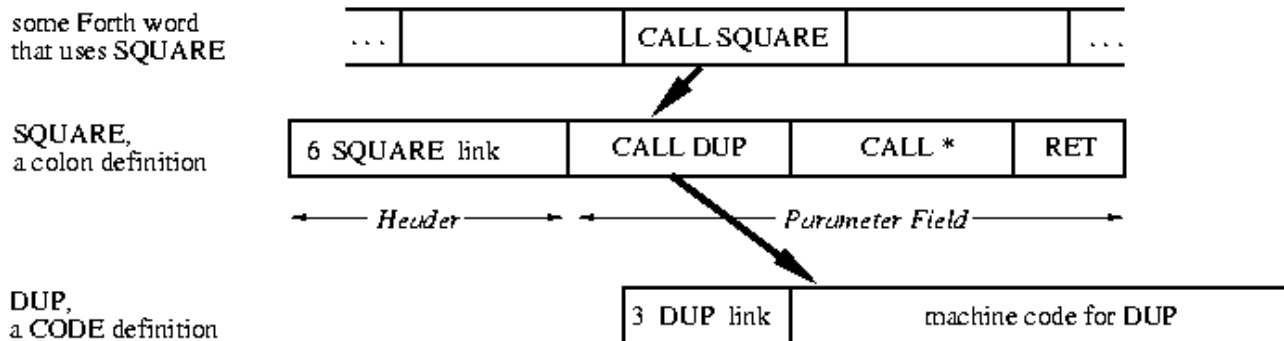 some Forth word
that uses SQUARE
. . .
CALL SQUARE
. . .
SQUARE,
a colon definition
6 SQUARE link
CALL DUP
CALL *
RET
Header
Parameter Field
DUP,
a CODE definition
3 DUP link
machine code for DUP